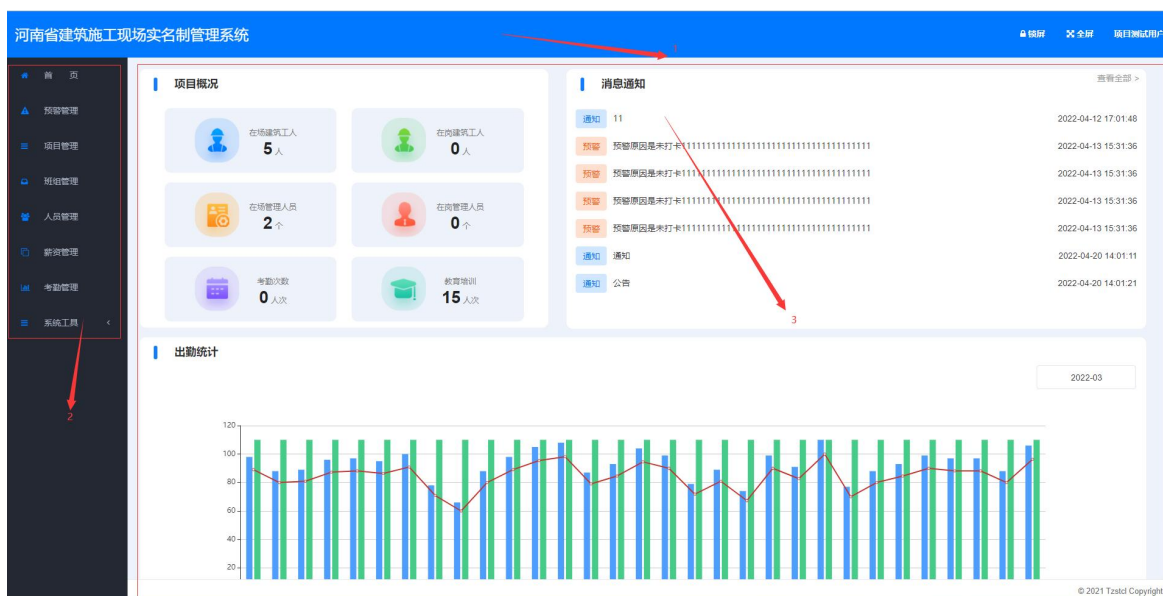 河南省建筑施工现场实名制管理系统
锁屏 全屏 项目测试用户
1
首 页
预警管理
项目管理
班组管理
人员管理
薪资管理
考勤管理
系统工具
2
项目概况
在场建筑工人
5 人
在岗建筑工人
0 人
在场管理人员
2 个
在岗管理人员
0 个
考勤次数
0 人次
教育培训
15 人次
消息通知
查看全部 >
通知 11 2022-04-12 17:01:48
预警 预警原因是未打卡11111111111111111111111111111111111111 2022-04-13 15:31:36
预警 预警原因是未打卡11111111111111111111111111111111111111 2022-04-13 15:31:36
预警 预警原因是未打卡11111111111111111111111111111111111111 2022-04-13 15:31:36
预警 预警原因是未打卡11111111111111111111111111111111111111 2022-04-13 15:31:36
通知 通知 2022-04-20 14:01:11
通知 公告 2022-04-20 14:01:21
3
出勤统计
2022-03
120
100
80
60
40
20
© 2021 Tzstcl Copyright